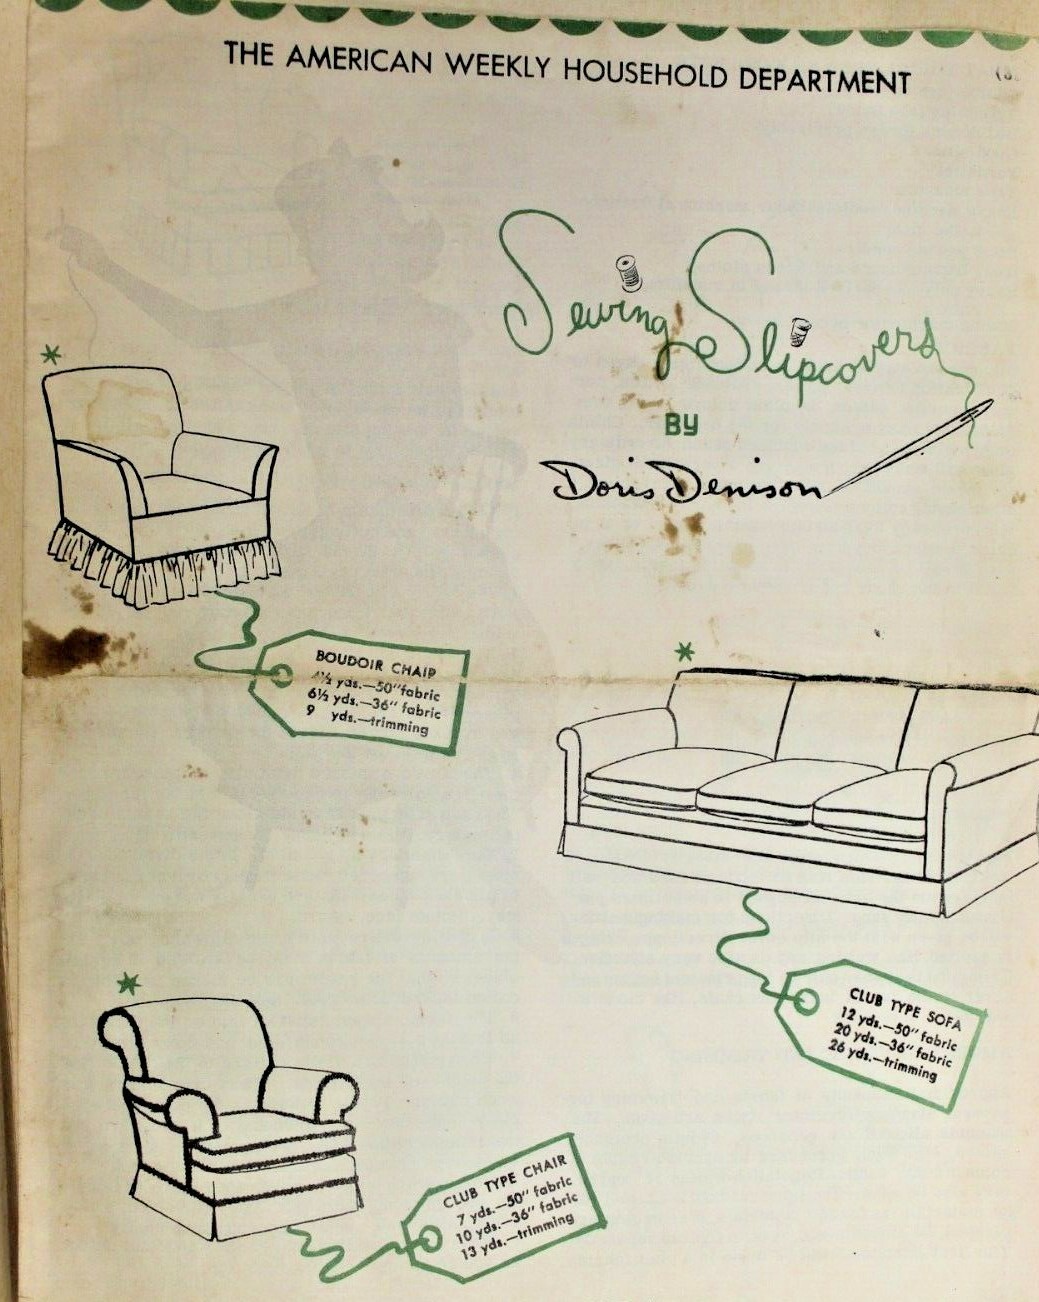 THE AMERICAN WEEKLY HOUSEHOLD DEPARTMENT
Sewing Slipcovers
BY
Doris Denison
*
BOUDOIR CHAIR
4½ yds.—50" fabric
6½ yds.—36" fabric
9 yds.—trimming
*
CLUB TYPE SOFA
12 yds.—50" fabric
20 yds.—36" fabric
26 yds.—trimming
*
CLUB TYPE CHAIR
7 yds.—50" fabric
10 yds.—36" fabric
13 yds.—trimming